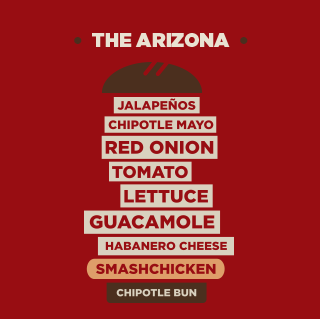 THE ARIZONA
JALAPEÑOS
CHIPOTLE MAYO
RED ONION
TOMATO
LETTUCE
GUACAMOLE
HABANERO CHEESE
SMASHCHICKEN
CHIPOTLE BUN